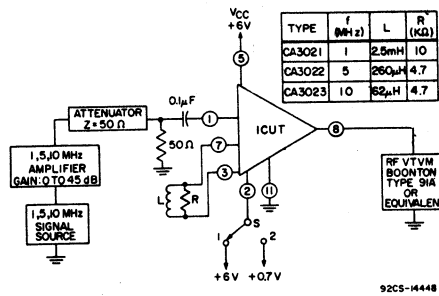 VCC
+6V
TYPE f (MHz) L R* (KΩ)
CA3021 1 2.5mH 10
CA3022 5 260μH 4.7
CA3023 10 62μH 4.7
ATTENUATOR
Z=50 Ω
0.1μF
50Ω
1
5
7
3
2
11
8
ICUT
L
R
1,5,10 MHz
AMPLIFIER
GAIN: 0 TO 45 dB
1,5,10 MHz
SIGNAL
SOURCE
RF VTVM
BOONTON
TYPE 91A
OR
EQUIVALENT
S
1
2
+6V
+0.7V
92CS-14448